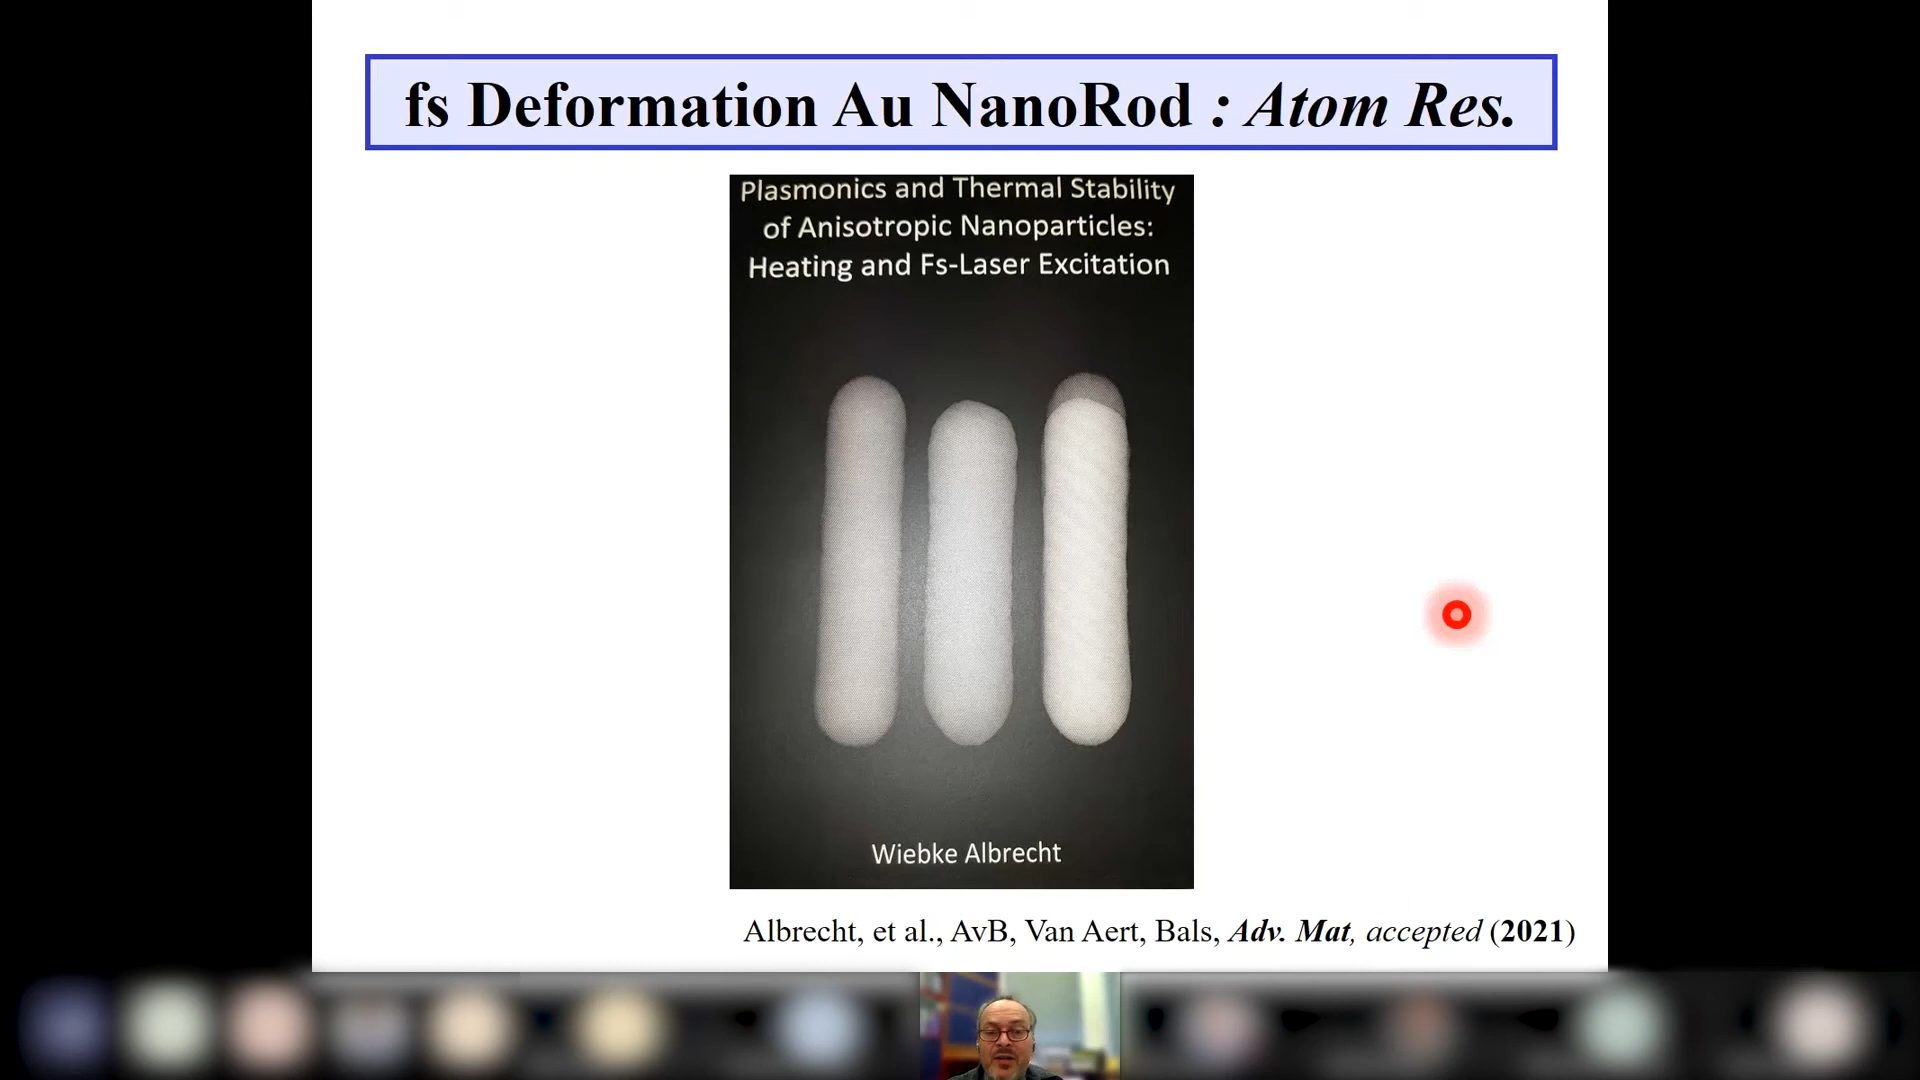 fs Deformation Au NanoRod : Atom Res.
Plasmonics and Thermal Stability
of Anisotropic Nanoparticles:
Heating and Fs-Laser Excitation
Wiebke Albrecht
Albrecht, et al., AvB, Van Aert, Bals, Adv. Mat, accepted (2021)